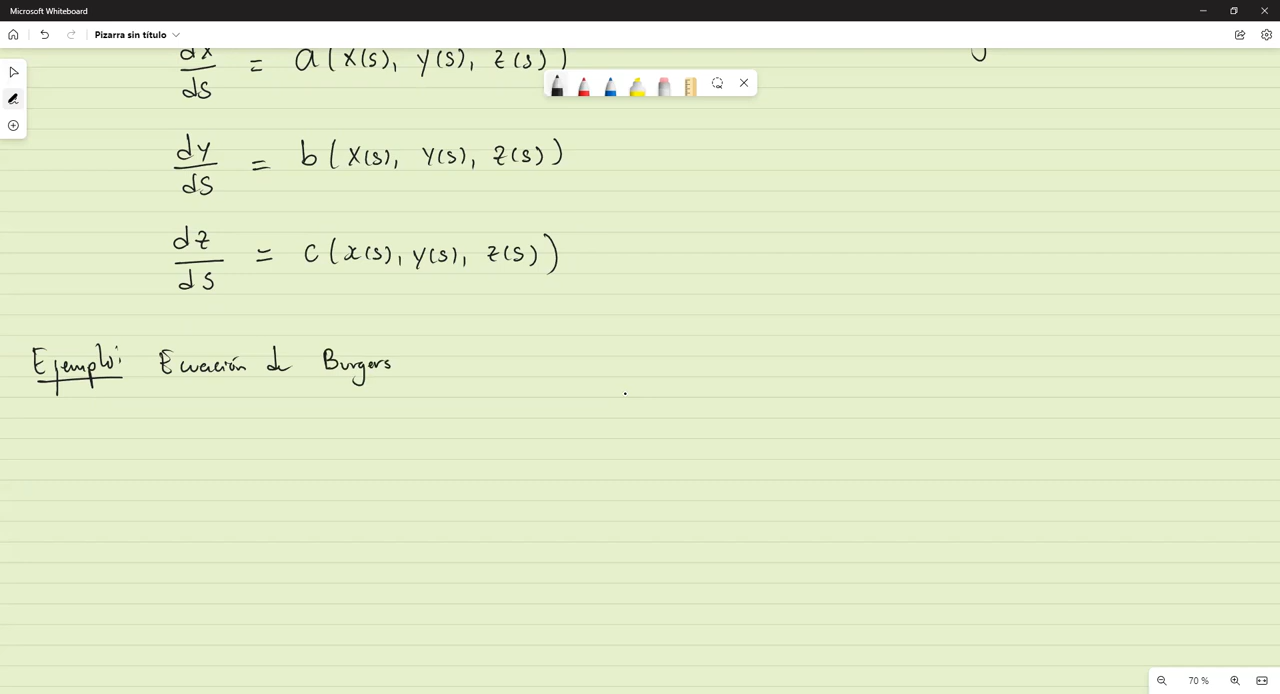 Microsoft Whiteboard
Pizarra sin título
dx/ds = a(x(s), y(s), z(s))
dy/ds = b(x(s), y(s), z(s))
dz/ds = c(x(s), y(s), z(s))
Ejemplo: Ecuación de Burgers
70 %